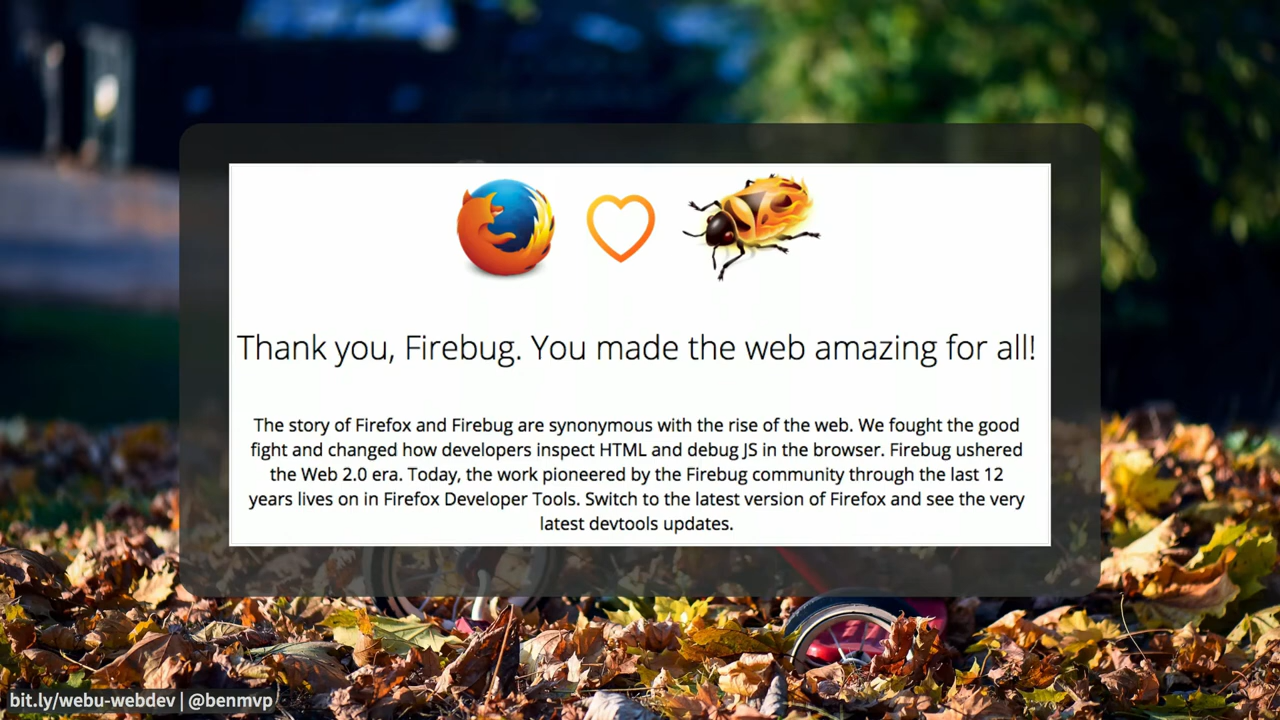 Thank you, Firebug. You made the web amazing for all!
The story of Firefox and Firebug are synonymous with the rise of the web. We fought the good
fight and changed how developers inspect HTML and debug JS in the browser. Firebug ushered
the Web 2.0 era. Today, the work pioneered by the Firebug community through the last 12
years lives on in Firefox Developer Tools. Switch to the latest version of Firefox and see the very
latest devtools updates.
bit.ly/webu-webdev | @benmvp